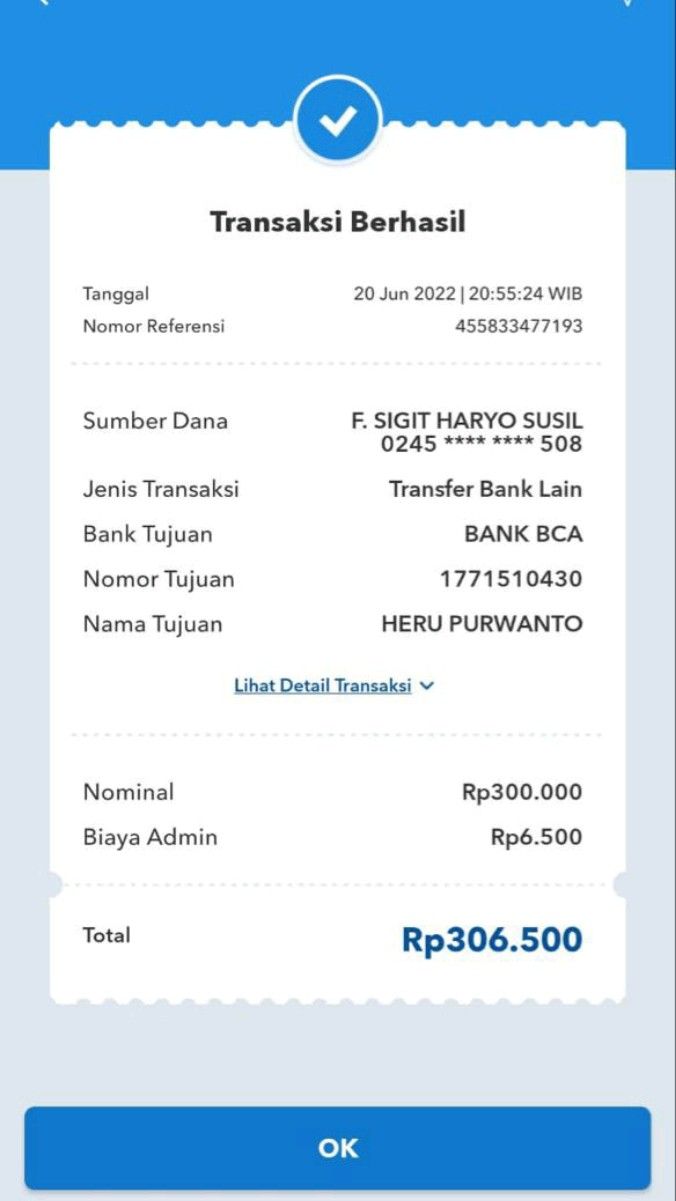 Transaksi Berhasil
Tanggal 20 Jun 2022 | 20:55:24 WIB
Nomor Referensi 455833477193
Sumber Dana F. SIGIT HARYO SUSIL
0245 **** **** 508
Jenis Transaksi Transfer Bank Lain
Bank Tujuan BANK BCA
Nomor Tujuan 1771510430
Nama Tujuan HERU PURWANTO
Lihat Detail Transaksi
Nominal Rp300.000
Biaya Admin Rp6.500
Total Rp306.500
OK